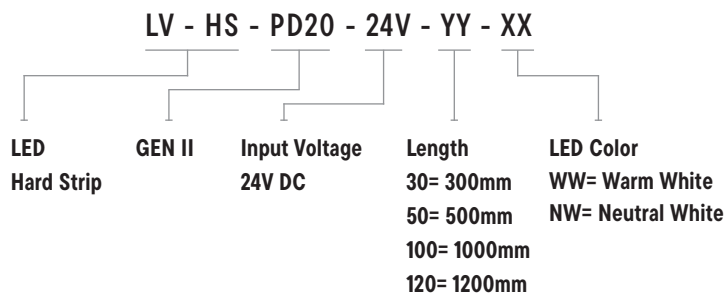 LV - HS - PD20 - 24V - YY - XX
LED
Hard Strip
GEN II
Input Voltage
24V DC
Length
30= 300mm
50= 500mm
100= 1000mm
120= 1200mm
LED Color
WW= Warm White
NW= Neutral White